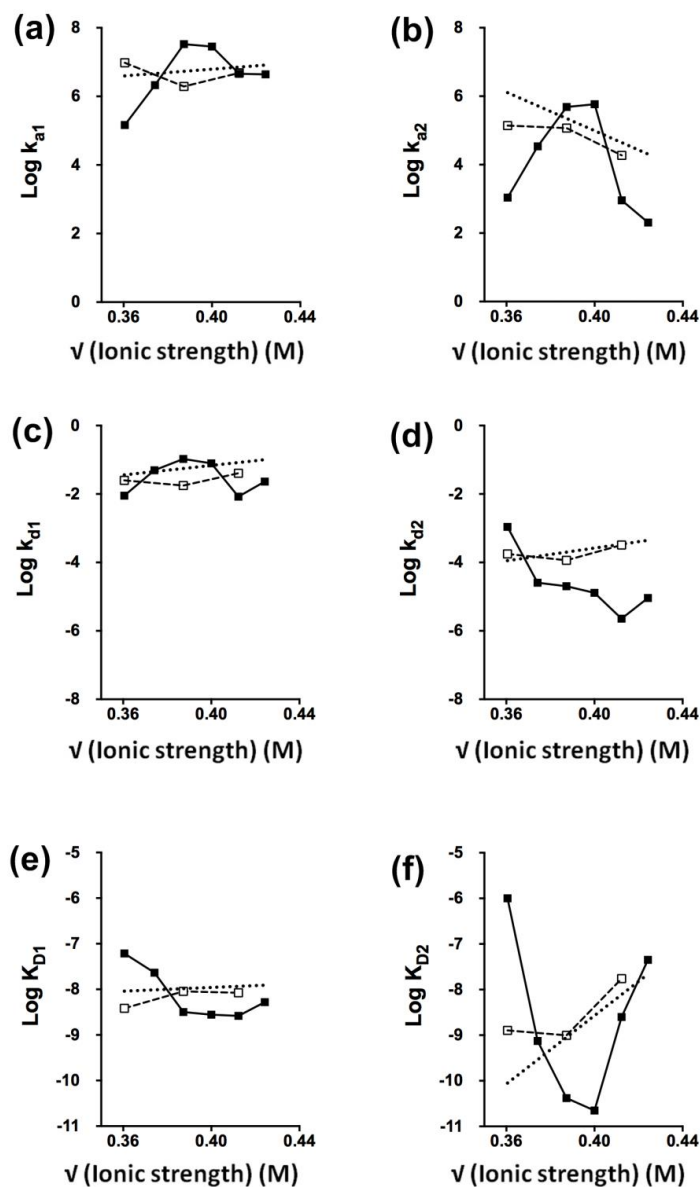 (a)
8
6
4
2
0
Log ka1
0.36 0.40 0.44
√ (Ionic strength) (M)
(b)
8
6
4
2
0
Log ka2
0.36 0.40 0.44
√ (Ionic strength) (M)
(c)
0
-2
-4
-6
-8
Log kd1
0.36 0.40 0.44
√ (Ionic strength) (M)
(d)
0
-2
-4
-6
-8
Log kd2
0.36 0.40 0.44
√ (Ionic strength) (M)
(e)
-5
-6
-7
-8
-9
-10
-11
Log KD1
0.36 0.40 0.44
√ (Ionic strength) (M)
(f)
-5
-6
-7
-8
-9
-10
-11
Log KD2
0.36 0.40 0.44
√ (Ionic strength) (M)